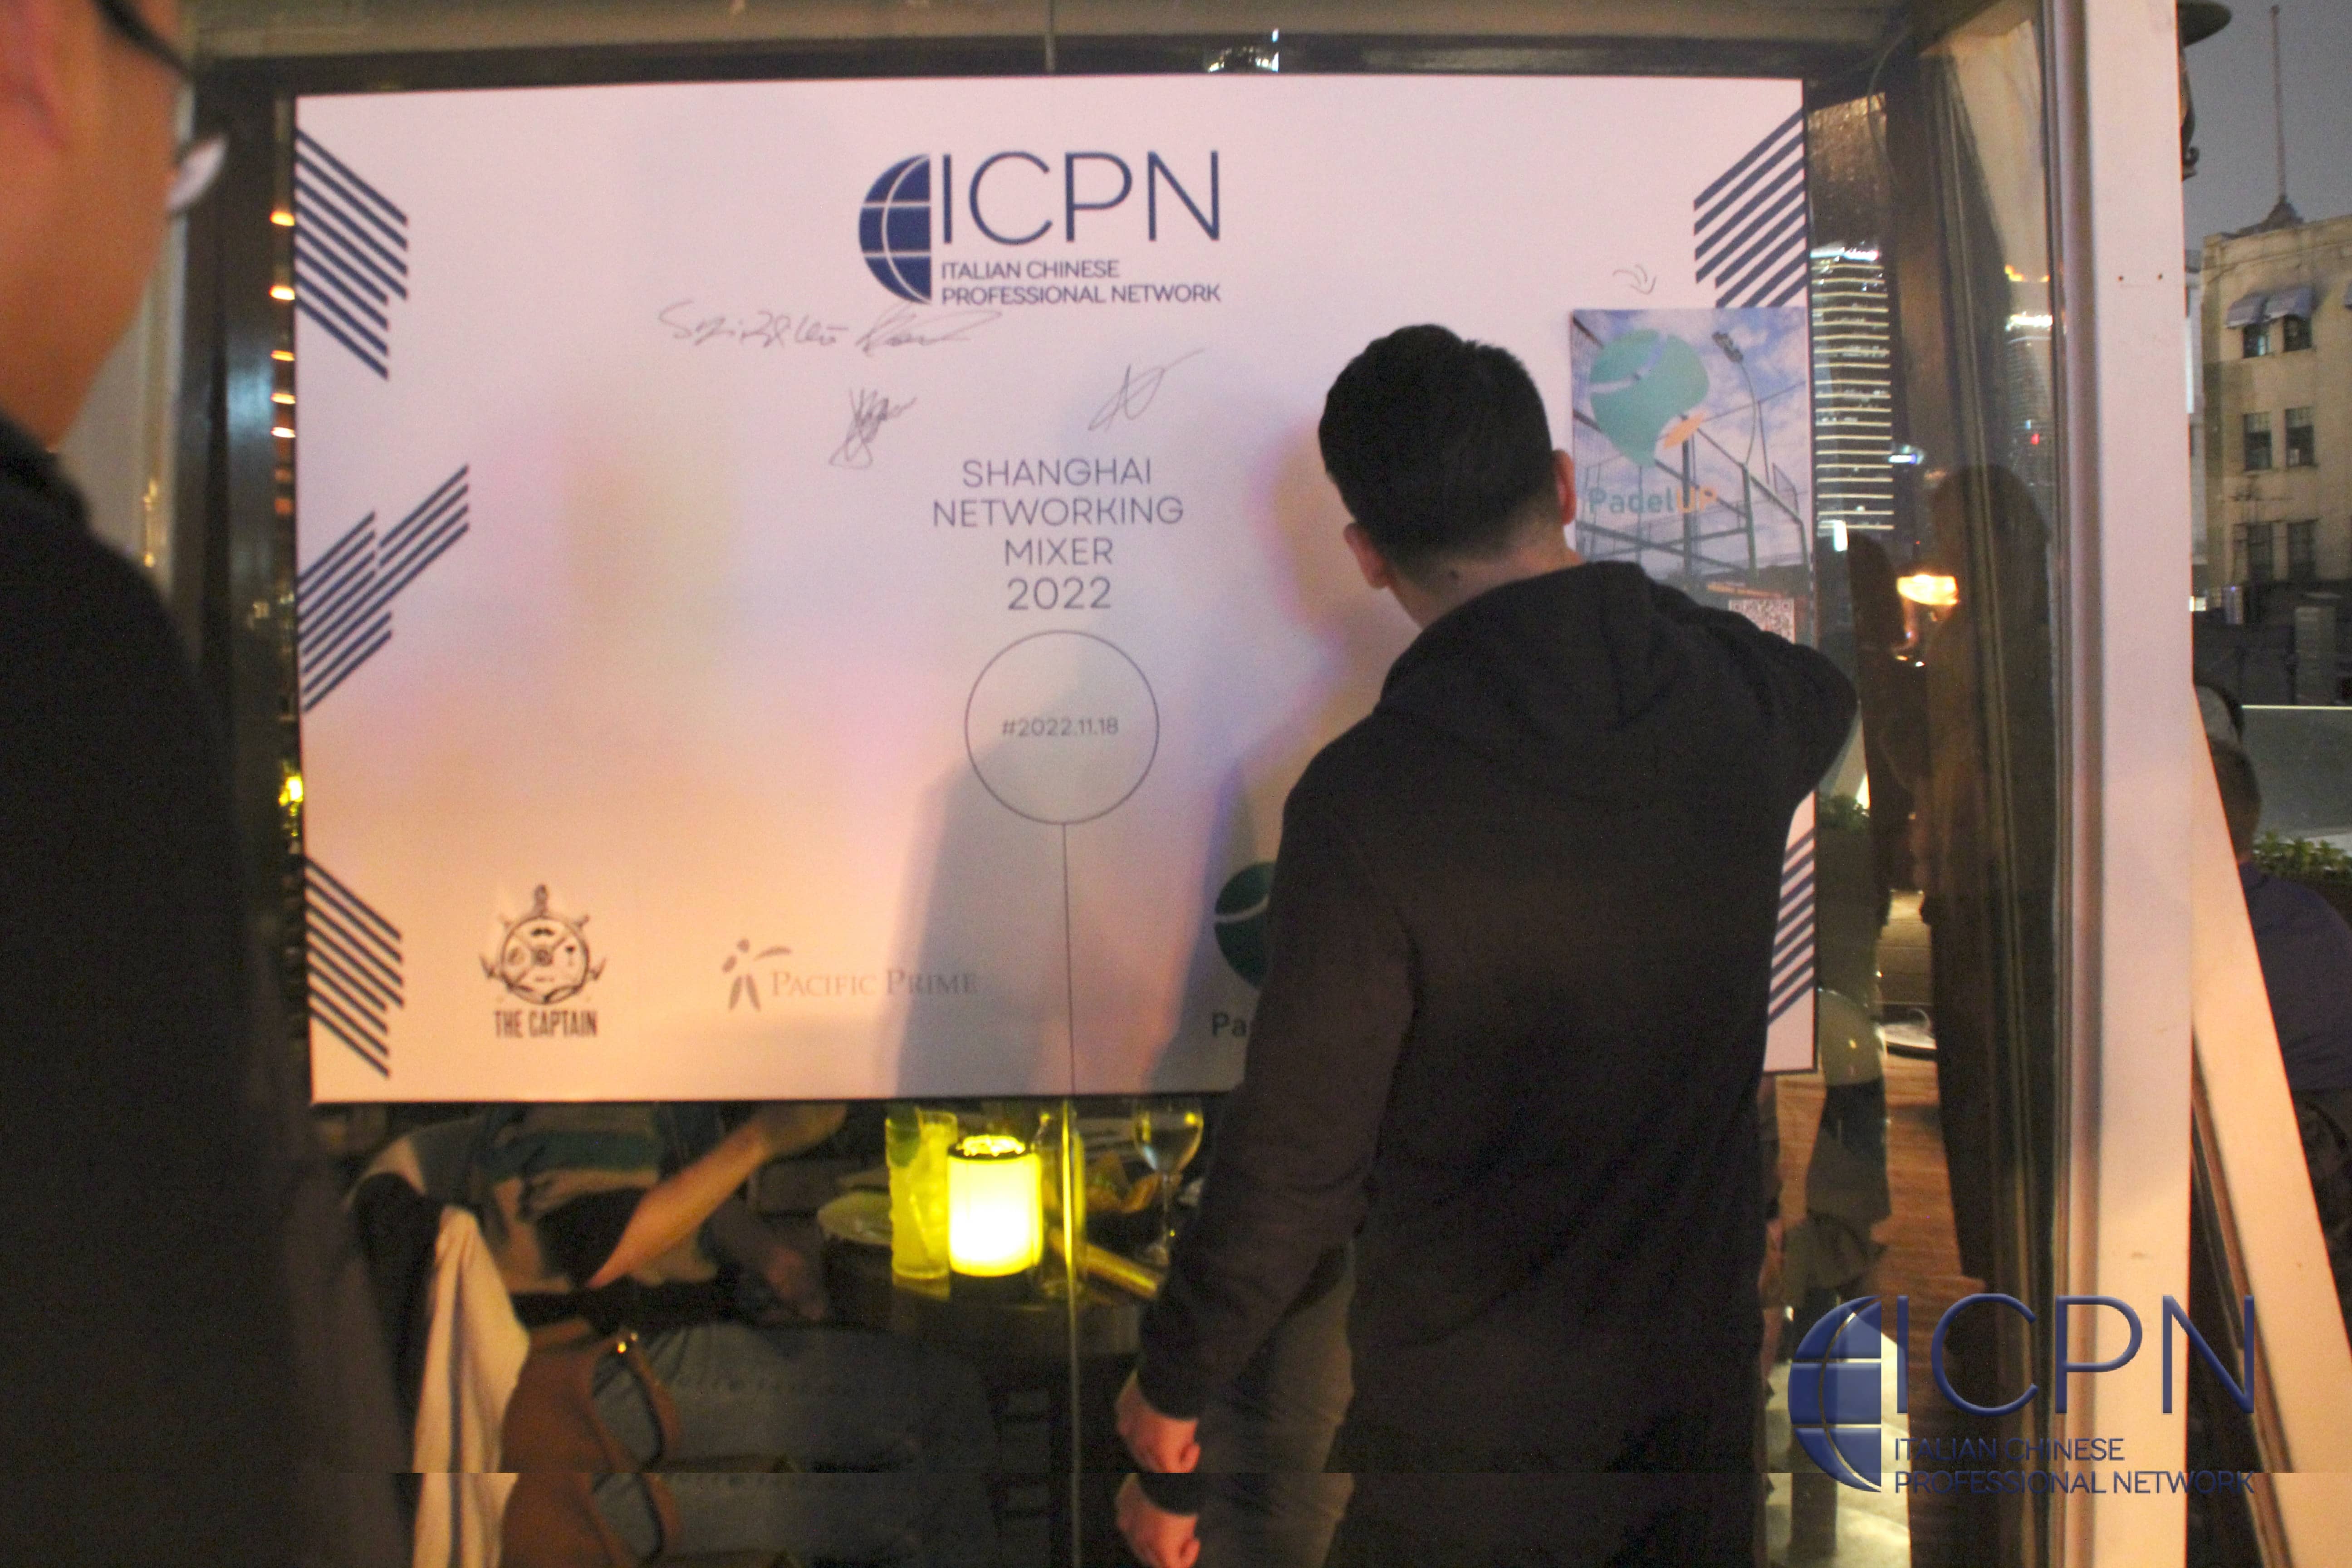 ICPN
ITALIAN CHINESE
PROFESSIONAL NETWORK
SHANGHAI
NETWORKING
MIXER
2022
#2022.11.18
PadelUP
THE CAPTAIN
PACIFIC PRIME
Pa
ICPN
ITALIAN CHINESE
PROFESSIONAL NETWORK